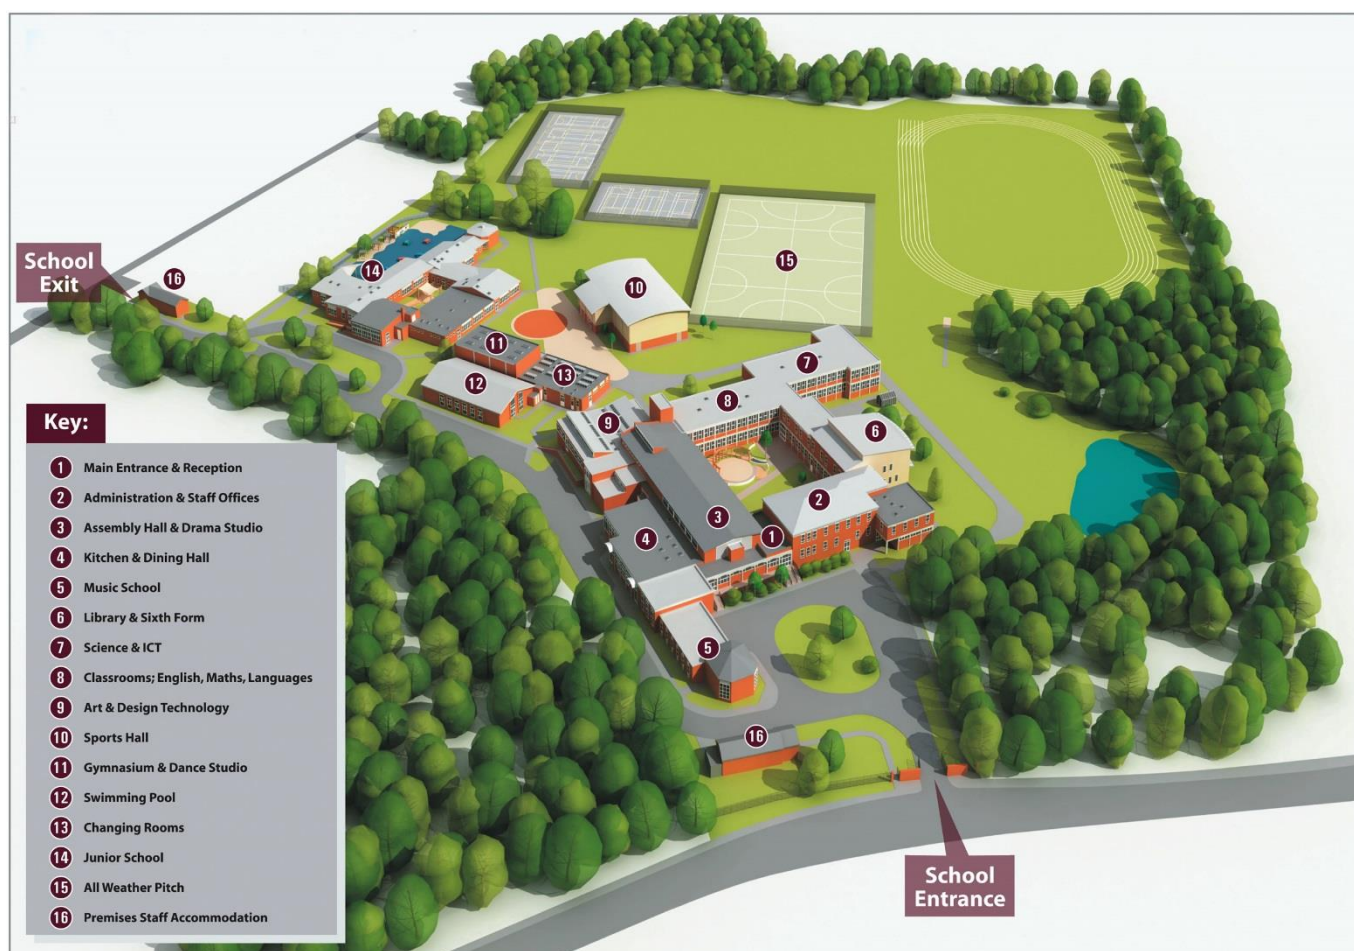 School
Exit
16
14
10
15
11
12
13
7
8
9
6
2
3
1
4
5
16
School
Entrance
Key:
1 Main Entrance & Reception
2 Administration & Staff Offices
3 Assembly Hall & Drama Studio
4 Kitchen & Dining Hall
5 Music School
6 Library & Sixth Form
7 Science & ICT
8 Classrooms; English, Maths, Languages
9 Art & Design Technology
10 Sports Hall
11 Gymnasium & Dance Studio
12 Swimming Pool
13 Changing Rooms
14 Junior School
15 All Weather Pitch
16 Premises Staff Accommodation